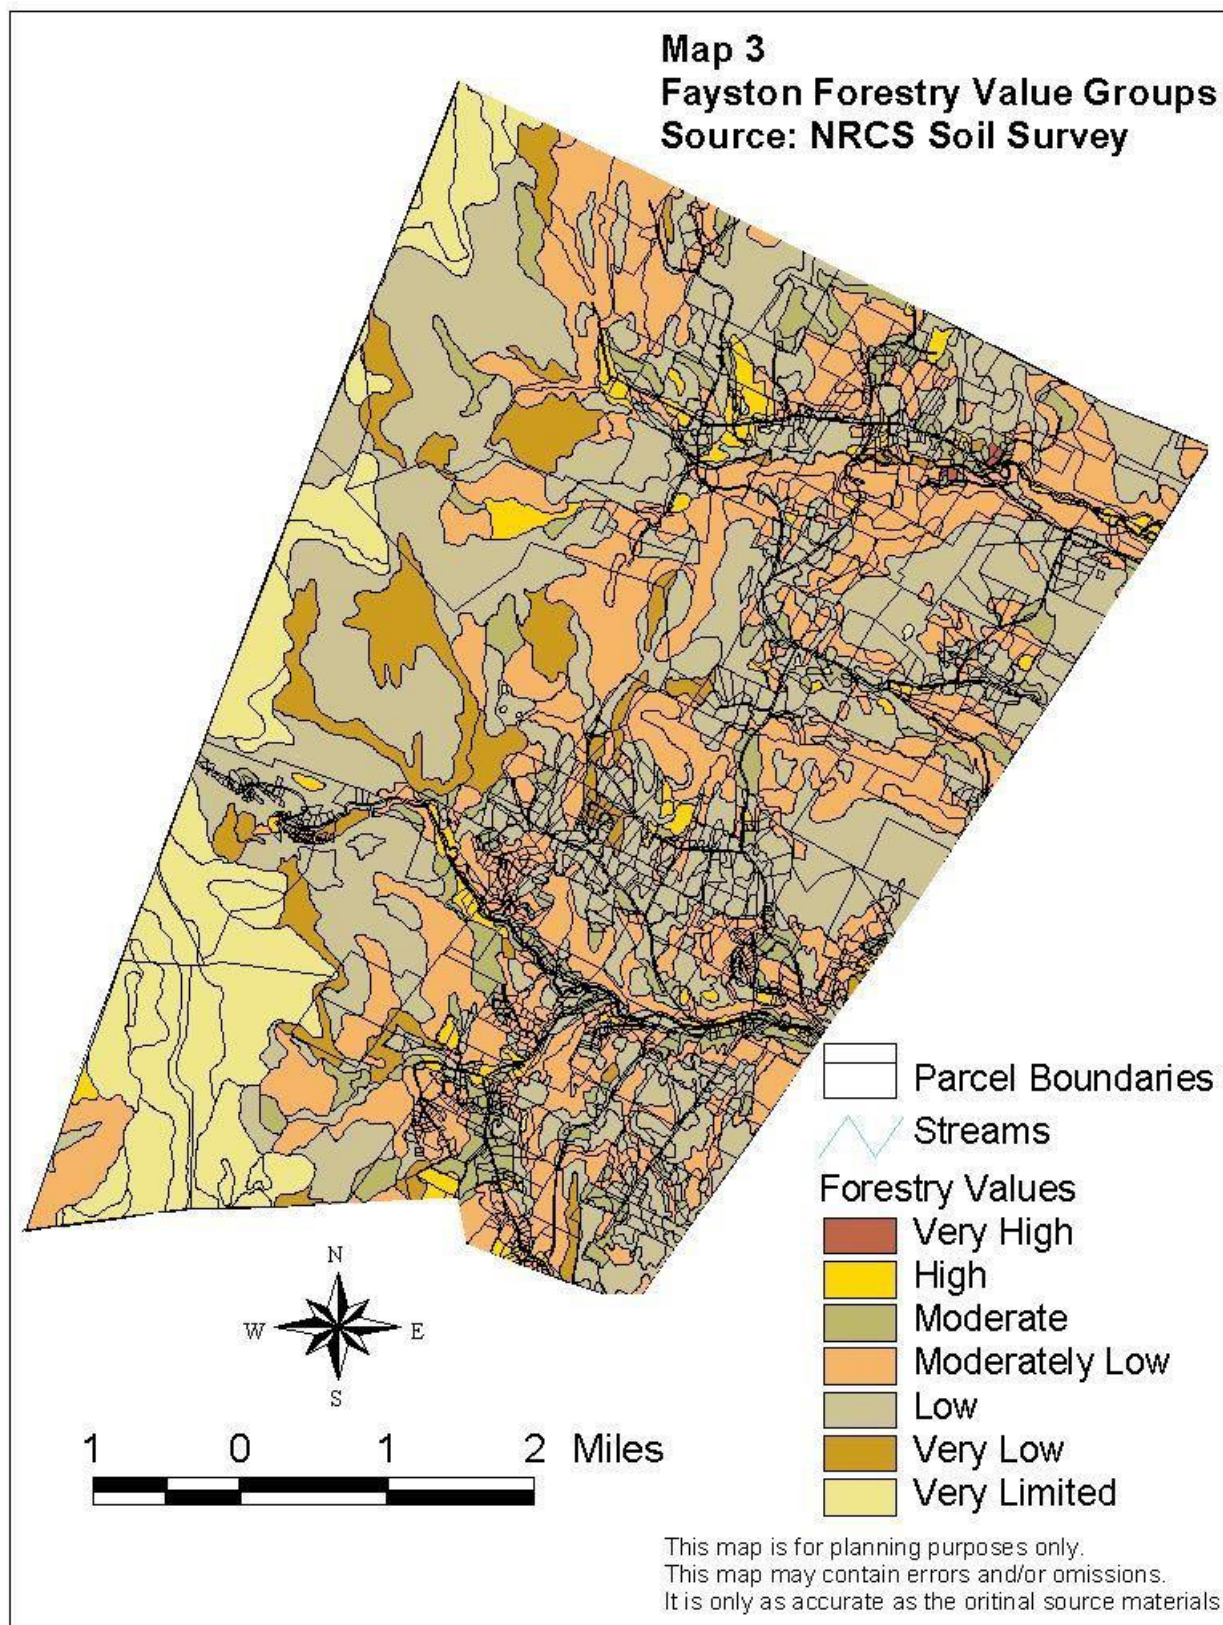 Map 3
Fayston Forestry Value Groups
Source: NRCS Soil Survey
Parcel Boundaries
Streams
Forestry Values
Very High
High
Moderate
Moderately Low
Low
Very Low
Very Limited
N
W E
S
1 0 1 2 Miles
This map is for planning purposes only.
This map may contain errors and/or omissions.
It is only as accurate as the oritinal source materials